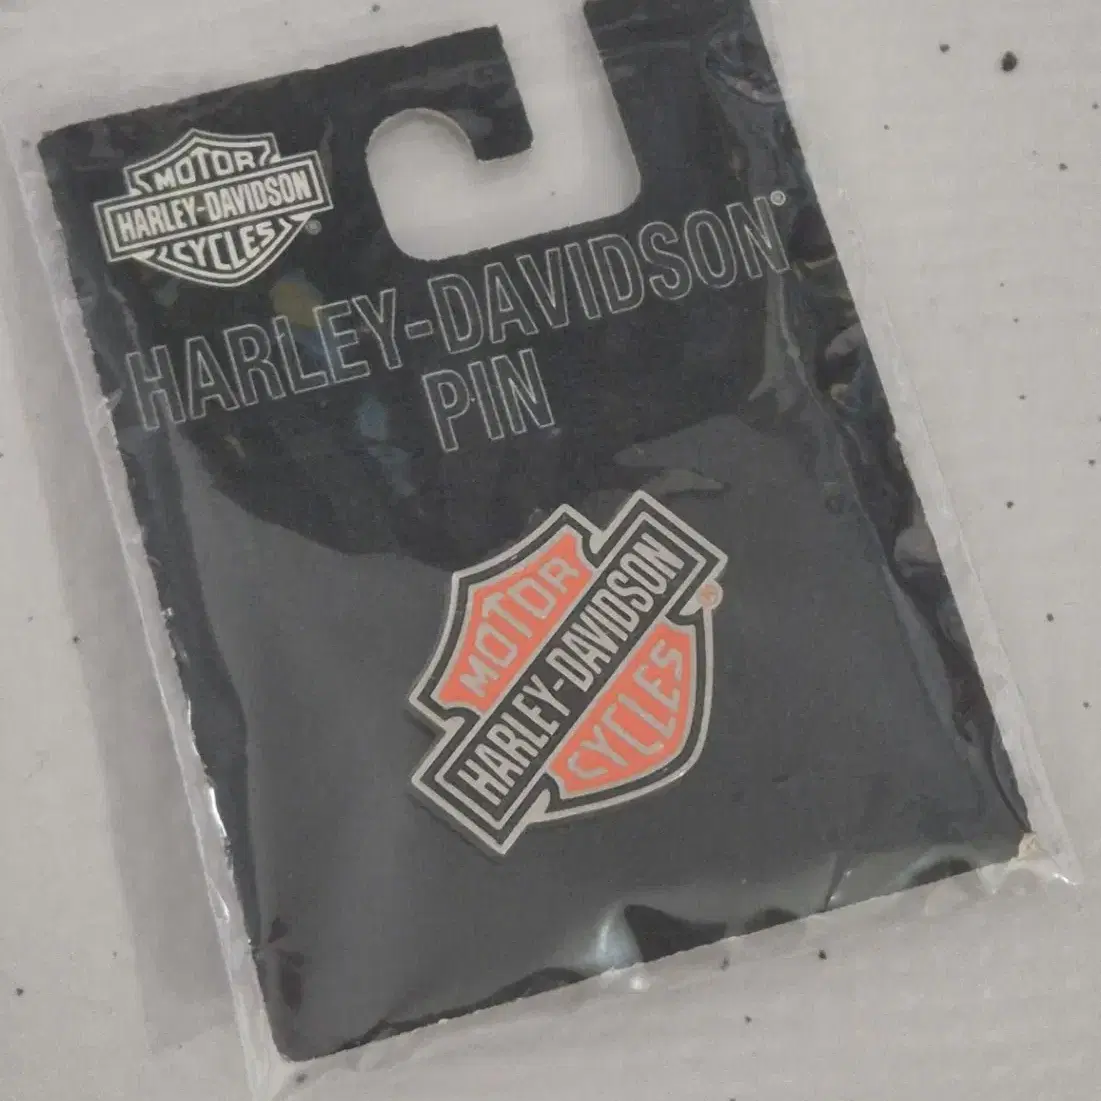 MOTOR
HARLEY-DAVIDSON
CYCLES
®
HARLEY-DAVIDSON®
PIN
MOTOR
HARLEY-DAVIDSON
CYCLES
®